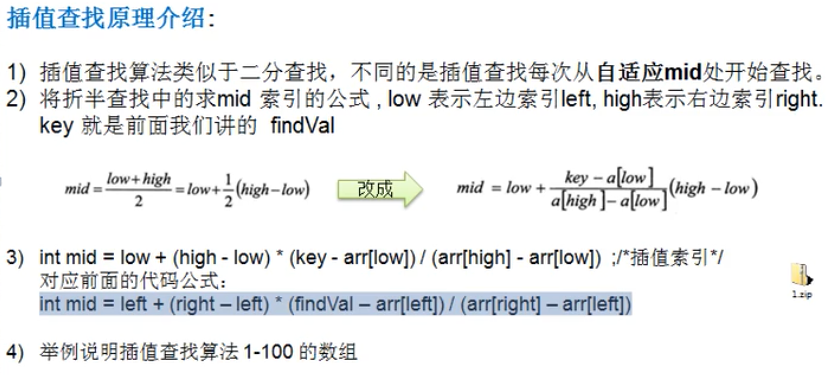 插值查找原理介绍:
1) 插值查找算法类似于二分查找，不同的是插值查找每次从自适应mid处开始查找。
2) 将折半查找中的求mid 索引的公式 , low 表示左边索引left, high表示右边索引right.
key 就是前面我们讲的 findVal
mid = \frac{low+high}{2} = low + \frac{1}{2}(high-low) 改成 mid = low + \frac{key - a[low]}{a[high] - a[low]}(high - low)
3) int mid = low + (high - low) * (key - arr[low]) / (arr[high] - arr[low]) ;/*插值索引*/
对应前面的代码公式：
int mid = left + (right – left) * (findVal – arr[left]) / (arr[right] – arr[left])
1.zip
4) 举例说明插值查找算法 1-100 的数组